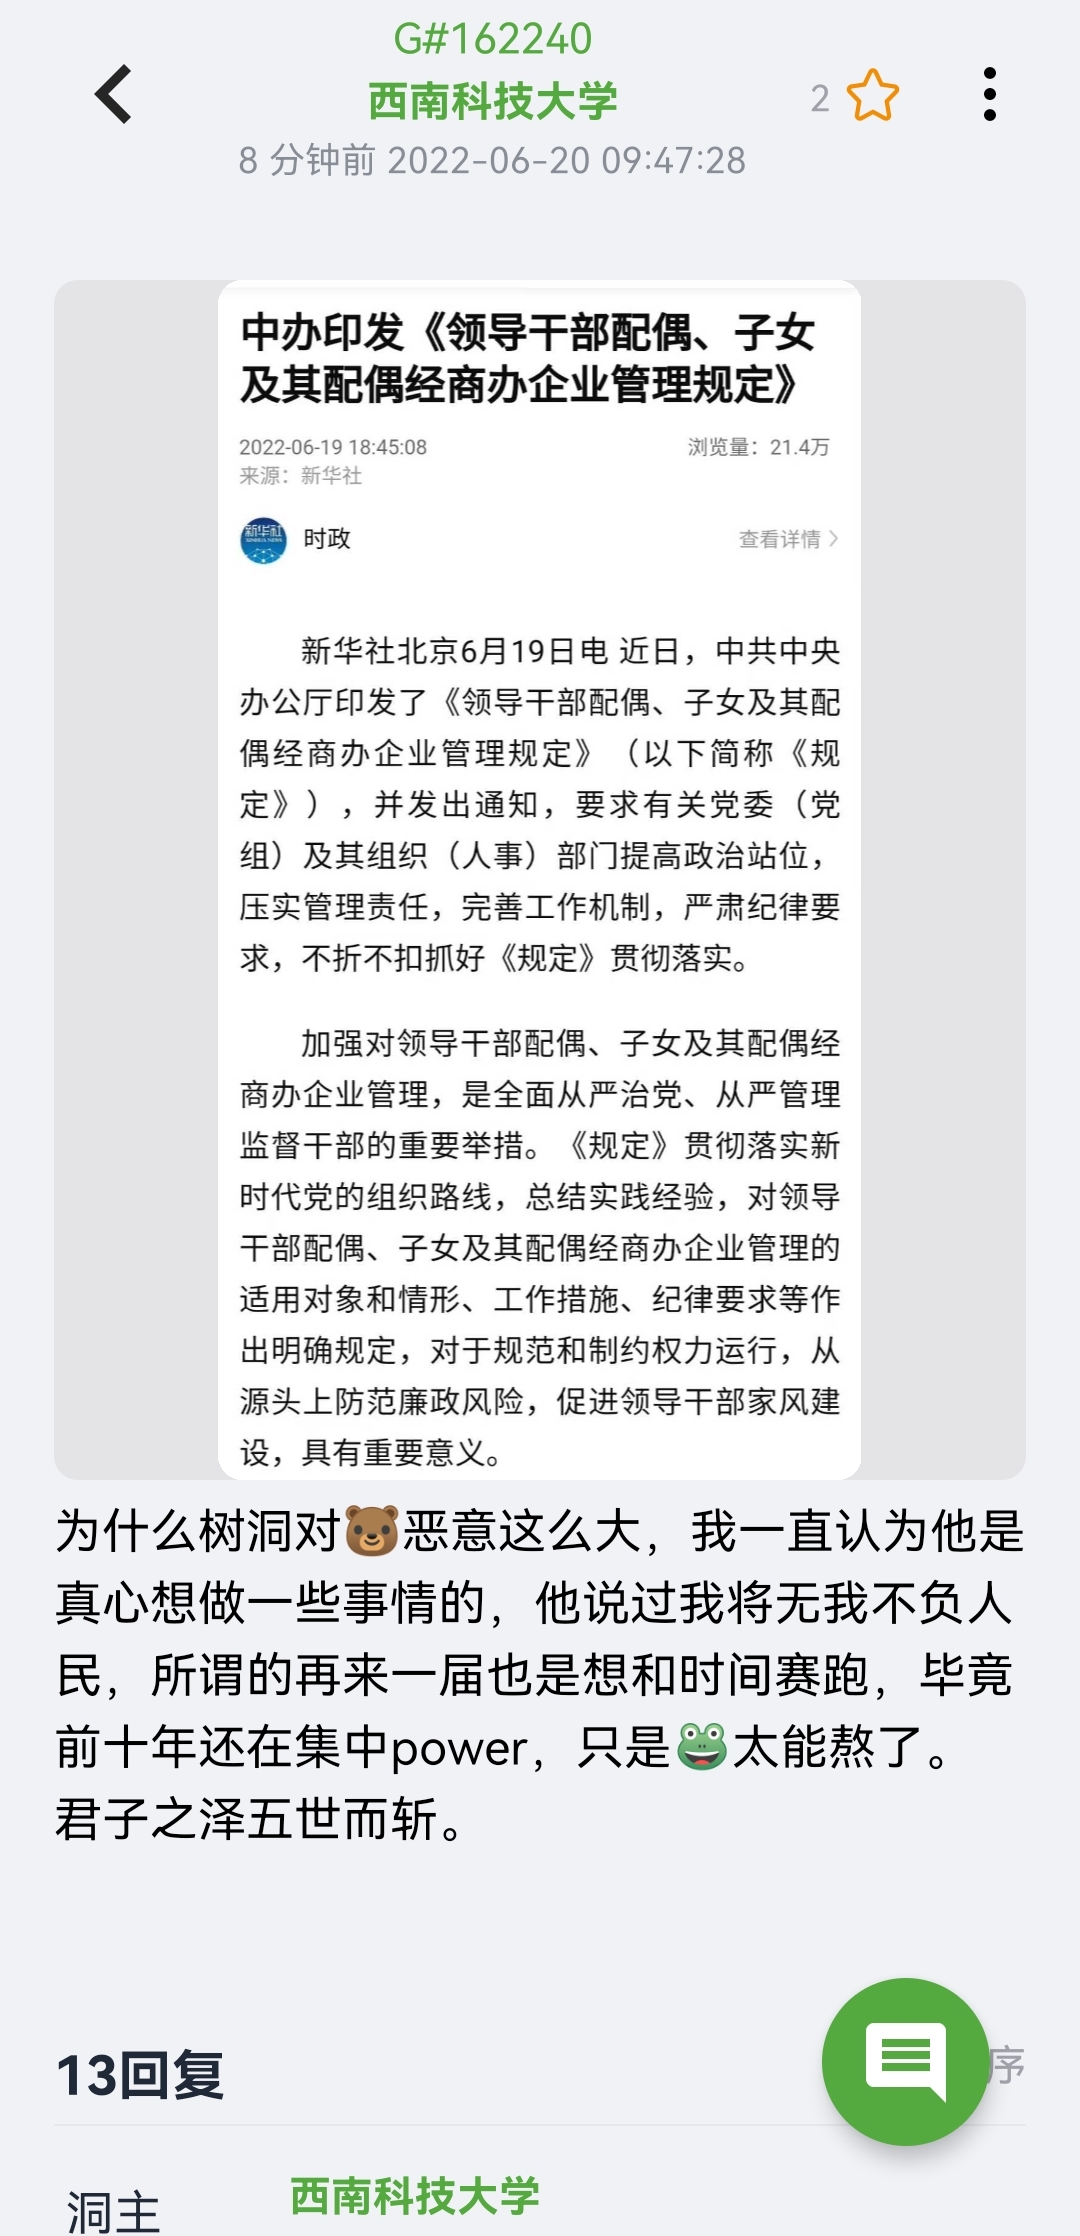 G#162240
西南科技大学
2
8 分钟前 2022-06-20 09:47:28
中办印发《领导干部配偶、子女
及其配偶经商办企业管理规定》
2022-06-19 18:45:08
浏览量：21.4万
来源：新华社
新华社
XINHUA NEWS
时政
查看详情
新华社北京6月19日电 近日，中共中央
办公厅印发了《领导干部配偶、子女及其配
偶经商办企业管理规定》（以下简称《规
定》），并发出通知，要求有关党委（党
组）及其组织（人事）部门提高政治站位，
压实管理责任，完善工作机制，严肃纪律要
求，不折不扣抓好《规定》贯彻落实。
加强对领导干部配偶、子女及其配偶经
商办企业管理，是全面从严治党、从严管理
监督干部的重要举措。《规定》贯彻落实新
时代党的组织路线，总结实践经验，对领导
干部配偶、子女及其配偶经商办企业管理的
适用对象和情形、工作措施、纪律要求等作
出明确规定，对于规范和制约权力运行，从
源头上防范廉政风险，促进领导干部家风建
设，具有重要意义。
为什么树洞对🐻恶意这么大，我一直认为他是
真心想做一些事情的，他说过我将无我不负人
民，所谓的再来一届也是想和时间赛跑，毕竟
前十年还在集中power，只是🐸太能熬了。
君子之泽五世而斩。
13回复
序
洞主
西南科技大学